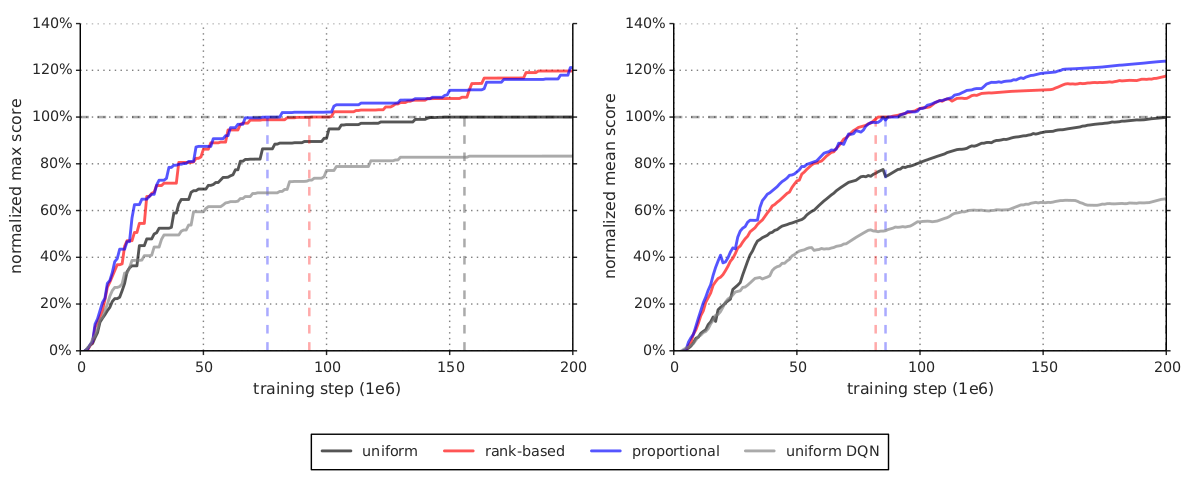 140%
120%
100%
80%
60%
40%
20%
0%
normalized max score
0 50 100 150 200
training step (1e6)
140%
120%
100%
80%
60%
40%
20%
0%
normalized mean score
0 50 100 150 200
training step (1e6)
uniform rank-based proportional uniform DQN